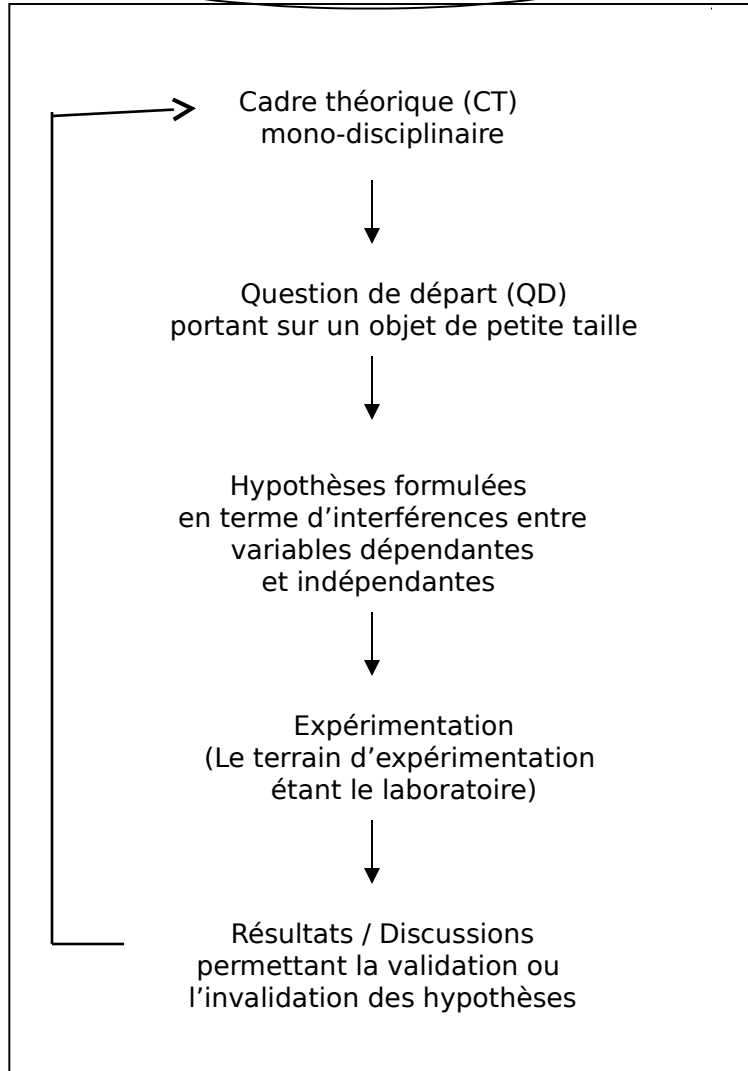 Cadre théorique (CT)
mono-disciplinaire
Question de départ (QD)
portant sur un objet de petite taille
Hypothèses formulées
en terme d’interférences entre
variables dépendantes
et indépendantes
Expérimentation
(Le terrain d’expérimentation
étant le laboratoire)
Résultats / Discussions
permettant la validation ou
l’invalidation des hypothèses